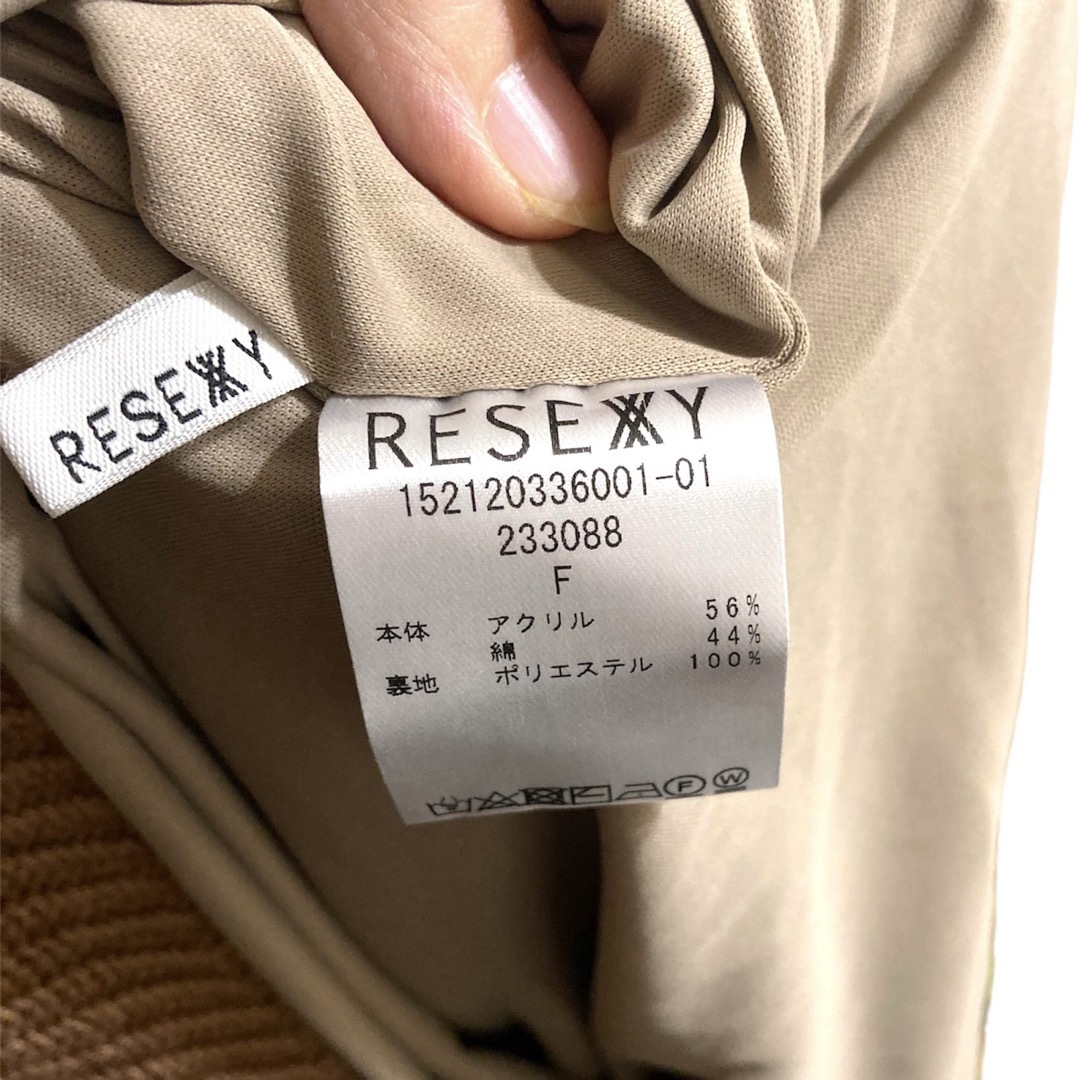 RESEXXY
RESEXXY
152120336001-01
233088
F
本体 アクリル 56%
綿 44%
裏地 ポリエステル 100%
F W